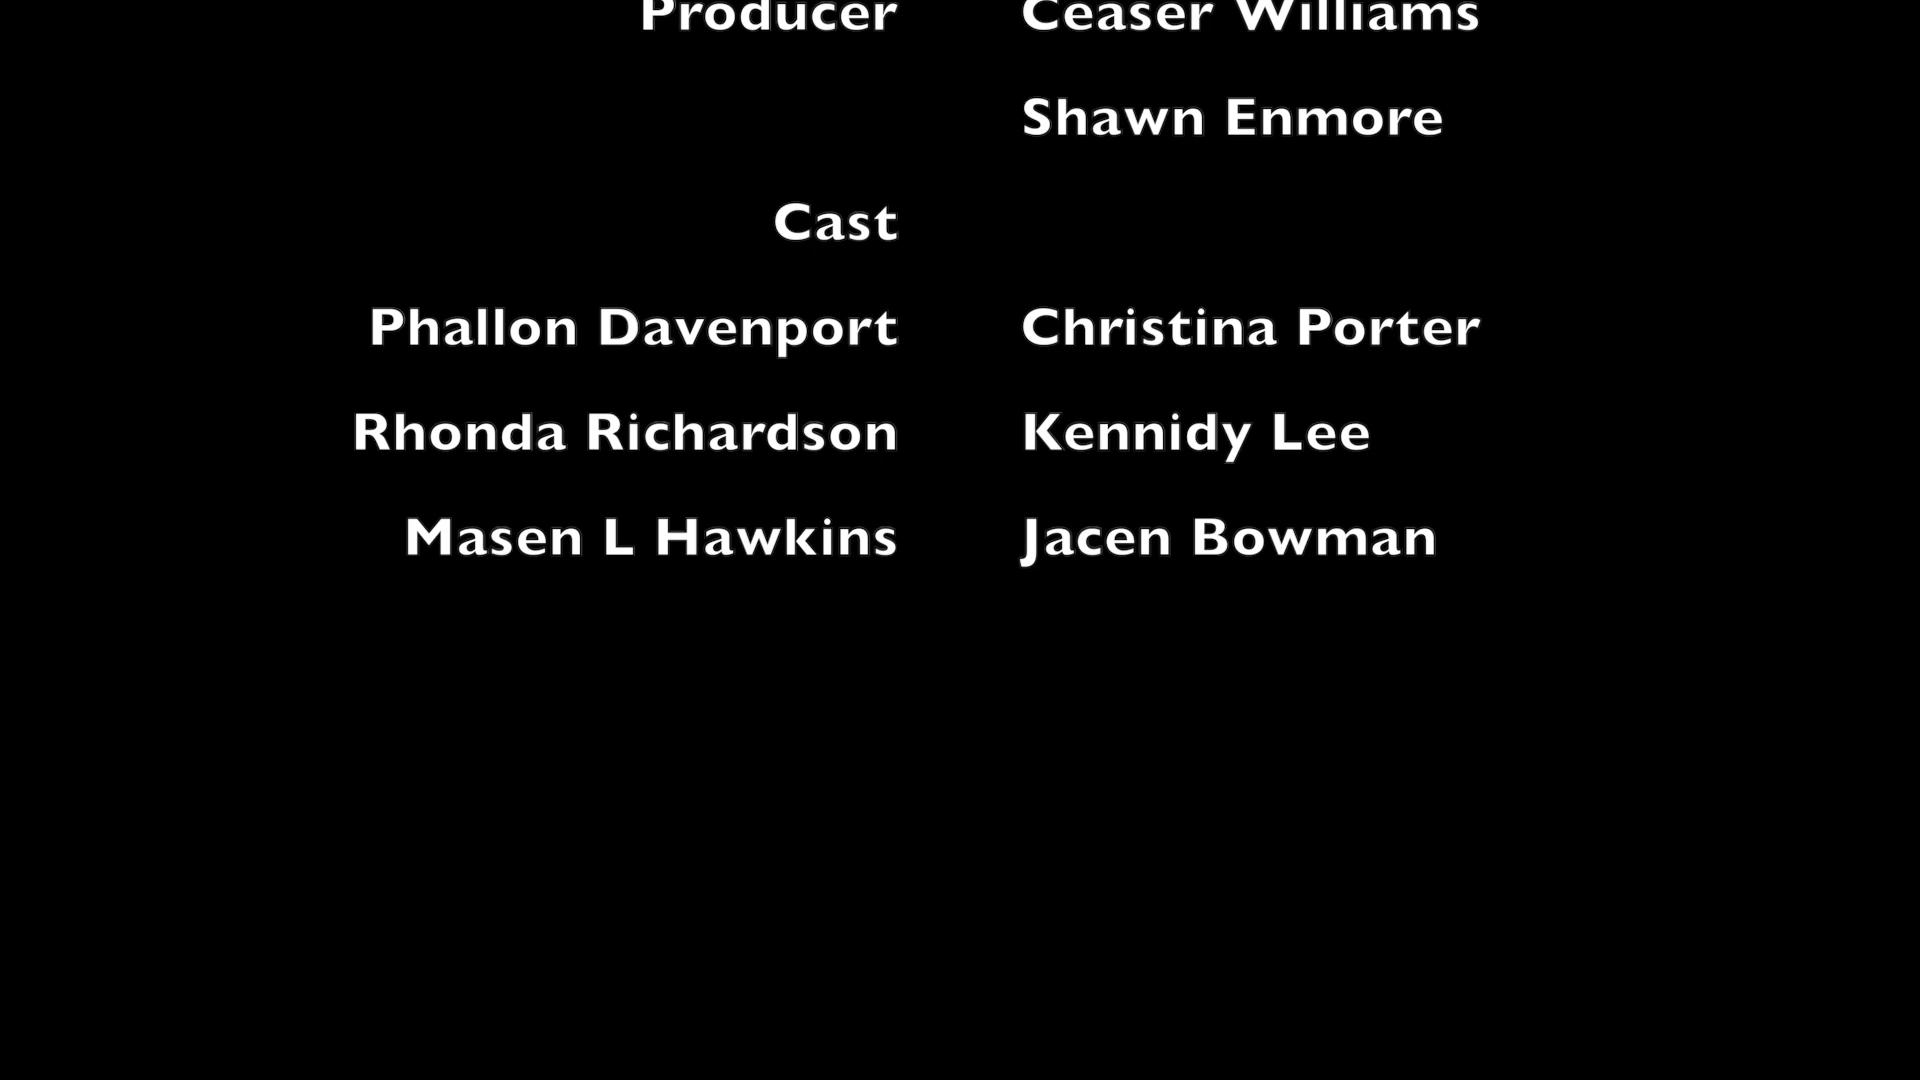 Producer Ceaser Williams
Shawn Enmore
Cast
Phallon Davenport Christina Porter
Rhonda Richardson Kennidy Lee
Masen L Hawkins Jacen Bowman